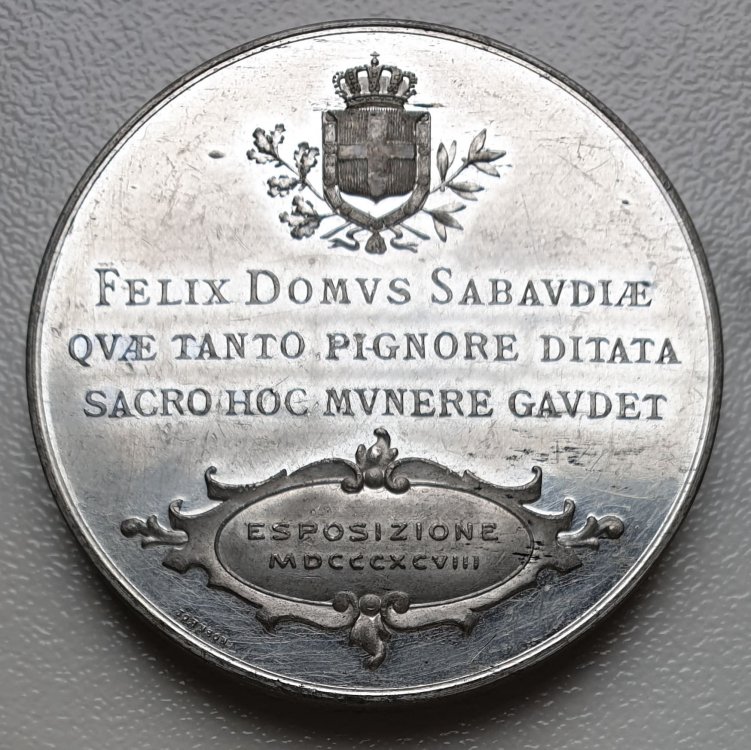 FELIX DOMVS SABAVDIÆ
QVÆ TANTO PIGNORE DITATA
SACRO HOC MVNERE GAVDET
ESPOSIZIONE
MDCCCXCVIII